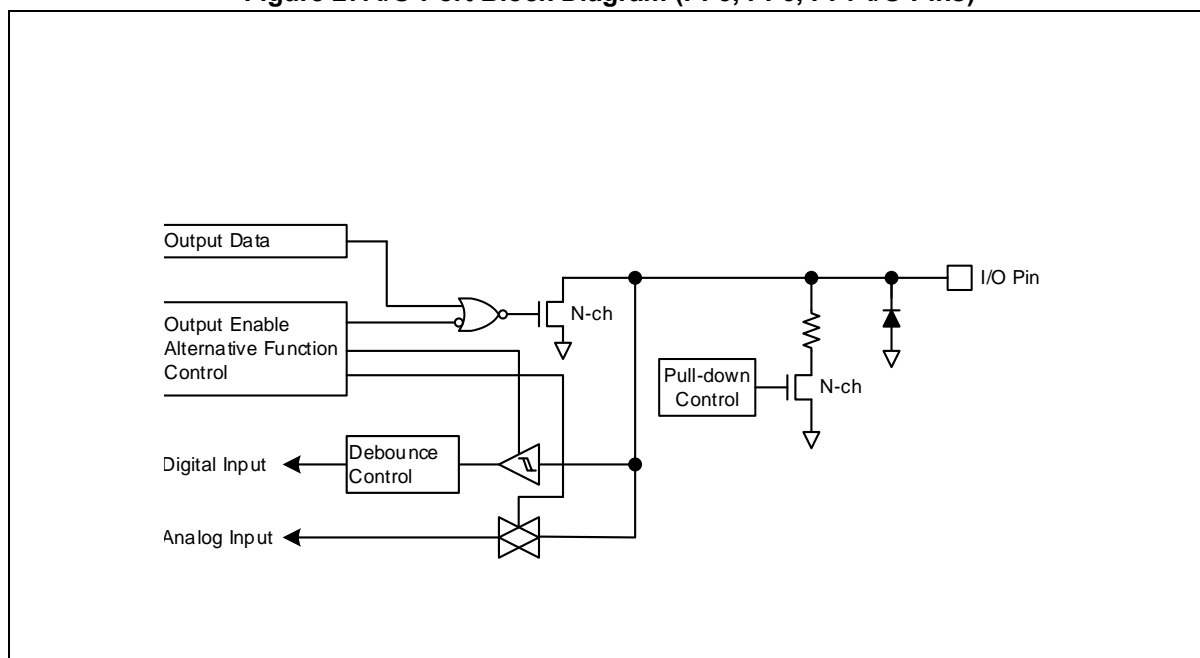 I/O Pin
Output Data
N-ch
Output Enable
Alternative Function
Control
Pull-down
Control
N-ch
Digital Input
Debounce
Control
Analog Input